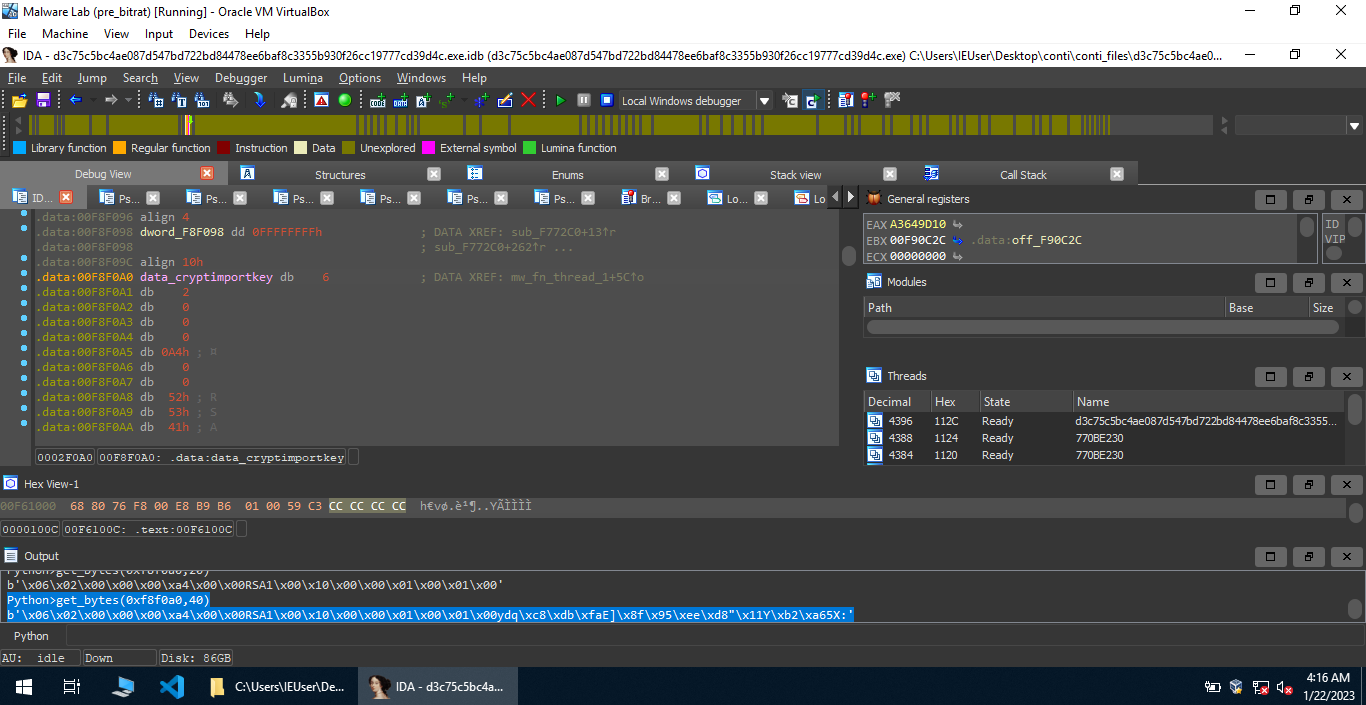 Malware Lab (pre_bitrat) [Running] - Oracle VM VirtualBox
File Machine View Input Devices Help
IDA - d3c75c5bc4ae087d547bd722bd84478ee6baf8c3355b930f26cc19777cd39d4c.exe.idb (d3c75c5bc4ae087d547bd722bd84478ee6baf8c3355b930f26cc19777cd39d4c.exe) C:\Users\IEUser\Desktop\conti\conti_files\d3c75c5bc4ae0...
File Edit Jump Search View Debugger Lumina Options Windows Help
Local Windows debugger
Library function Regular function Instruction Data Unexplored External symbol Lumina function
Debug View Structures Enums Stack view Call Stack
ID... Ps... Ps... Ps... Ps... Ps... Ps... Br... Lo... Lo
.data:00F8F096 align 4
.data:00F8F098 dword_F8F098 dd 0FFFFFFFFh ; DATA XREF: sub_F772C0+13↑r
.data:00F8F098 ; sub_F772C0+262↑r ...
.data:00F8F09C align 10h
.data:00F8F0A0 data_cryptimportkey db 6 ; DATA XREF: mw_fn_thread_1+5C↑o
.data:00F8F0A1 db 2
.data:00F8F0A2 db 0
.data:00F8F0A3 db 0
.data:00F8F0A4 db 0
.data:00F8F0A5 db 0A4h ; ¤
.data:00F8F0A6 db 0
.data:00F8F0A7 db 0
.data:00F8F0A8 db 52h ; R
.data:00F8F0A9 db 53h ; S
.data:00F8F0AA db 41h ; A
0002F0A0 00F8F0A0: .data:data_cryptimportkey
General registers
EAX A3649D10
EBX 00F90C2C .data:off_F90C2C
ECX 00000000
ID
VIP
Modules
Path Base Size
Threads
Decimal Hex State Name
4396 112C Ready d3c75c5bc4ae087d547bd722bd84478ee6baf8c3355...
4388 1124 Ready 770BE230
4384 1120 Ready 770BE230
Hex View-1
00F61000 68 80 76 F8 00 E8 B9 B6 01 00 59 C3 CC CC CC CC h€vø.è¹¶..YÃÌÌÌÌ
0000100C 00F6100C: .text:00F6100C
Output
Python>get_bytes(0xf8f0a0,20)
b'\x06\x02\x00\x00\x00\xa4\x00\x00RSA1\x00\x10\x00\x00\x01\x00\x01\x00'
Python>get_bytes(0xf8f0a0,40)
b'\x06\x02\x00\x00\x00\xa4\x00\x00RSA1\x00\x10\x00\x00\x01\x00\x01\x00ydq\xc8\xdb\xfaE]\x8f\x95\xee\xd8"\x11Y\xb2\xa65X:'
Python
AU: idle Down Disk: 86GB
C:\Users\IEUser\De... IDA - d3c75c5bc4a...
4:16 AM
1/22/2023